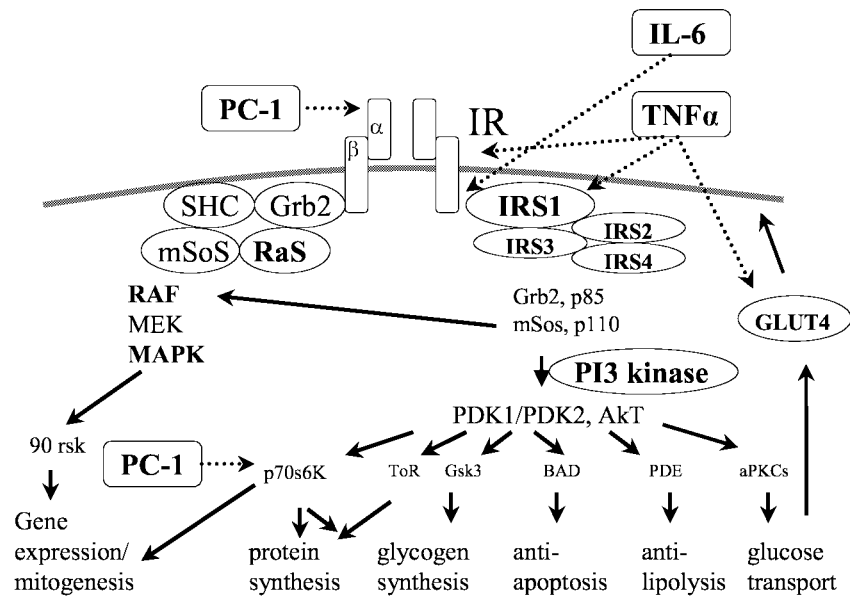 IL-6
PC-1
TNFα
α
IR
β
SHC
Grb2
IRS1
IRS2
mSoS
RaS
IRS3
IRS4
RAF
MEK
MAPK
Grb2, p85
mSos, p110
GLUT4
PI3 kinase
PDK1/PDK2, AkT
90 rsk
PC-1
p70s6K
ToR
Gsk3
BAD
PDE
aPKCs
Gene
expression/
mitogenesis
protein
synthesis
glycogen
synthesis
anti-
apoptosis
anti-
lipolysis
glucose
transport